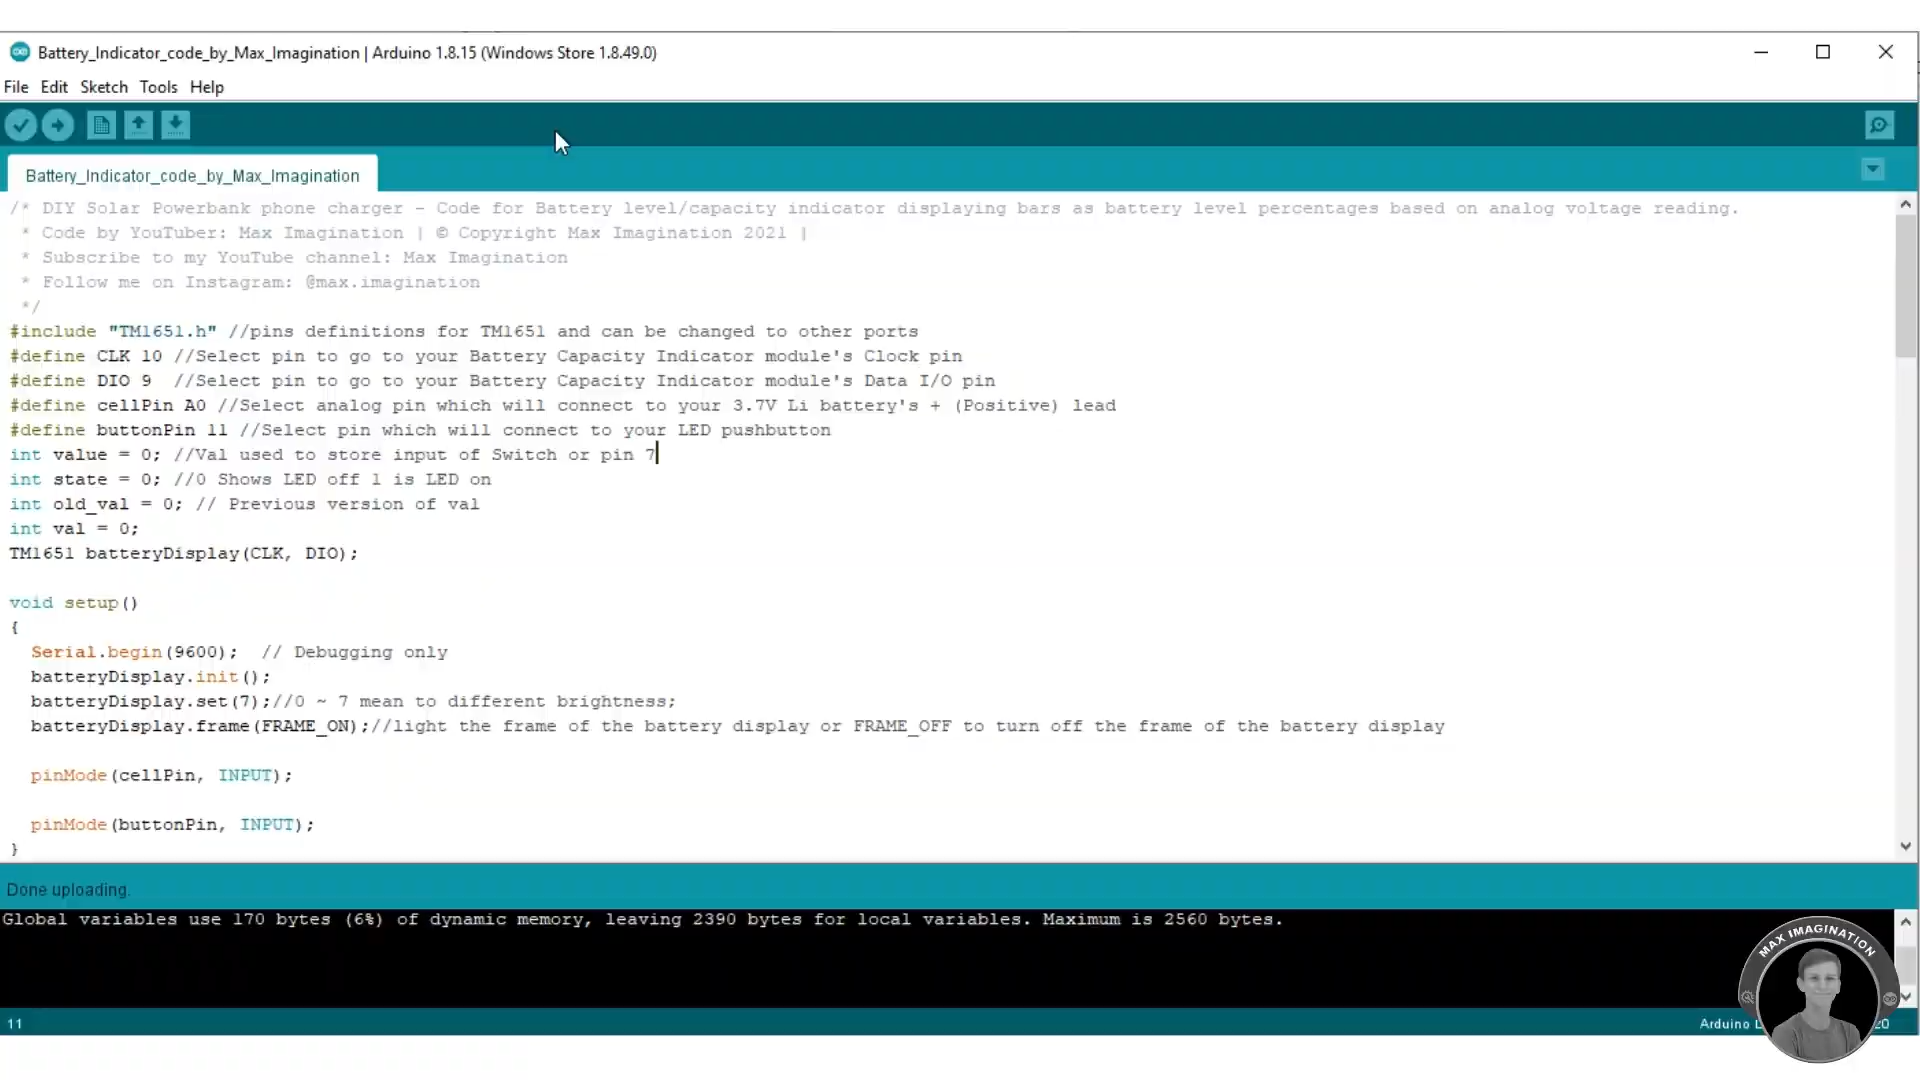 Battery_Indicator_code_by_Max_Imagination | Arduino 1.8.15 (Windows Store 1.8.49.0)
File Edit Sketch Tools Help
Battery_Indicator_code_by_Max_Imagination
/* DIY Solar Powerbank phone charger - Code for Battery level/capacity indicator displaying bars as battery level percentages based on analog voltage reading.
 * Code by YouTuber: Max Imagination | © Copyright Max Imagination 2021 |
 * Subscribe to my YouTube channel: Max Imagination
 * Follow me on Instagram: @max.imagination
 */
#include "TM1651.h" //pins definitions for TM1651 and can be changed to other ports
#define CLK 10 //Select pin to go to your Battery Capacity Indicator module's Clock pin
#define DIO 9  //Select pin to go to your Battery Capacity Indicator module's Data I/O pin
#define cellPin A0 //Select analog pin which will connect to your 3.7V Li battery's + (Positive) lead
#define buttonPin 11 //Select pin which will connect to your LED pushbutton
int value = 0; //Val used to store input of Switch or pin 7
int state = 0; //0 Shows LED off 1 is LED on
int old_val = 0; // Previous version of val
int val = 0;
TM1651 batteryDisplay(CLK, DIO);
void setup()
{
  Serial.begin(9600);  // Debugging only
  batteryDisplay.init();
  batteryDisplay.set(7);//0 ~ 7 mean to different brightness;
  batteryDisplay.frame(FRAME_ON);//light the frame of the battery display or FRAME_OFF to turn off the frame of the battery display
  pinMode(cellPin, INPUT);
  pinMode(buttonPin, INPUT);
}
Done uploading.
Global variables use 170 bytes (6%) of dynamic memory, leaving 2390 bytes for local variables. Maximum is 2560 bytes.
MAX IMAGINATION
11
Arduino